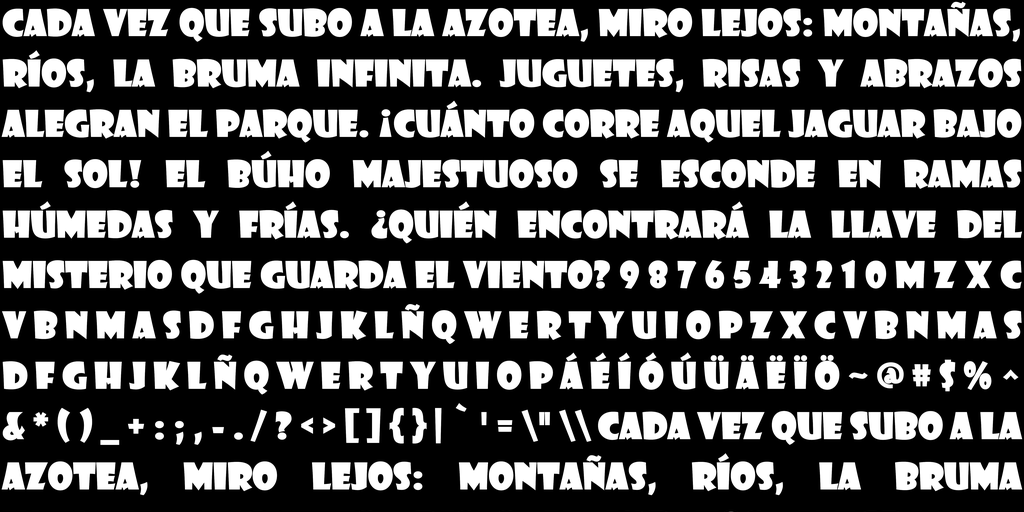 CADA VEZ QUE SUBO A LA AZOTEA, MIRO LEJOS: MONTAÑAS,
RÍOS, LA BRUMA INFINITA. JUGUETES, RISAS Y ABRAZOS
ALEGRAN EL PARQUE. ¡CUÁNTO CORRE AQUEL JAGUAR BAJO
EL SOL! EL BÚHO MAJESTUOSO SE ESCONDE EN RAMAS
HÚMEDAS Y FRÍAS. ¿QUIÉN ENCONTRARÁ LA LLAVE DEL
MISTERIO QUE GUARDA EL VIENTO? 9 8 7 6 5 4 3 2 1 0 M Z X C
V B N M A S D F G H J K L Ñ Q W E R T Y U I O P Z X C V B N M A S
D F G H J K L Ñ Q W E R T Y U I O P Á É Í Ó Ú Ü Ä Ë Ï Ö ~ @ # $ % ^
& * ( ) _ + : ; , - . / ? < > [ ] { } | ` ' = \" \\ CADA VEZ QUE SUBO A LA
AZOTEA, MIRO LEJOS: MONTAÑAS, RÍOS, LA BRUMA